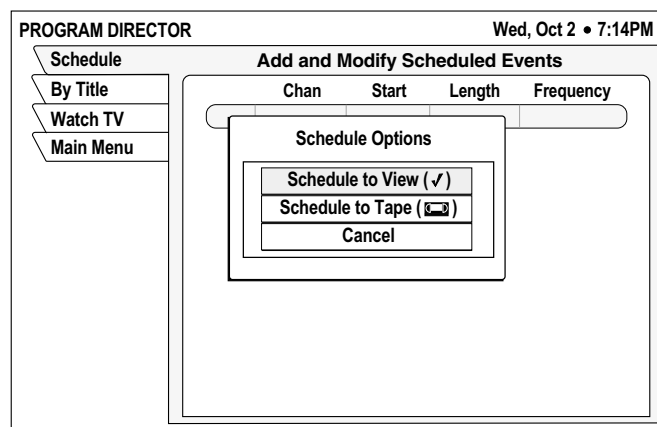 PROGRAM DIRECTOR Wed, Oct 2 • 7:14PM
Schedule
Add and Modify Scheduled Events
By Title
Chan Start Length Frequency
Watch TV
Main Menu
Schedule Options
Schedule to View (✓)
Schedule to Tape ( )
Cancel